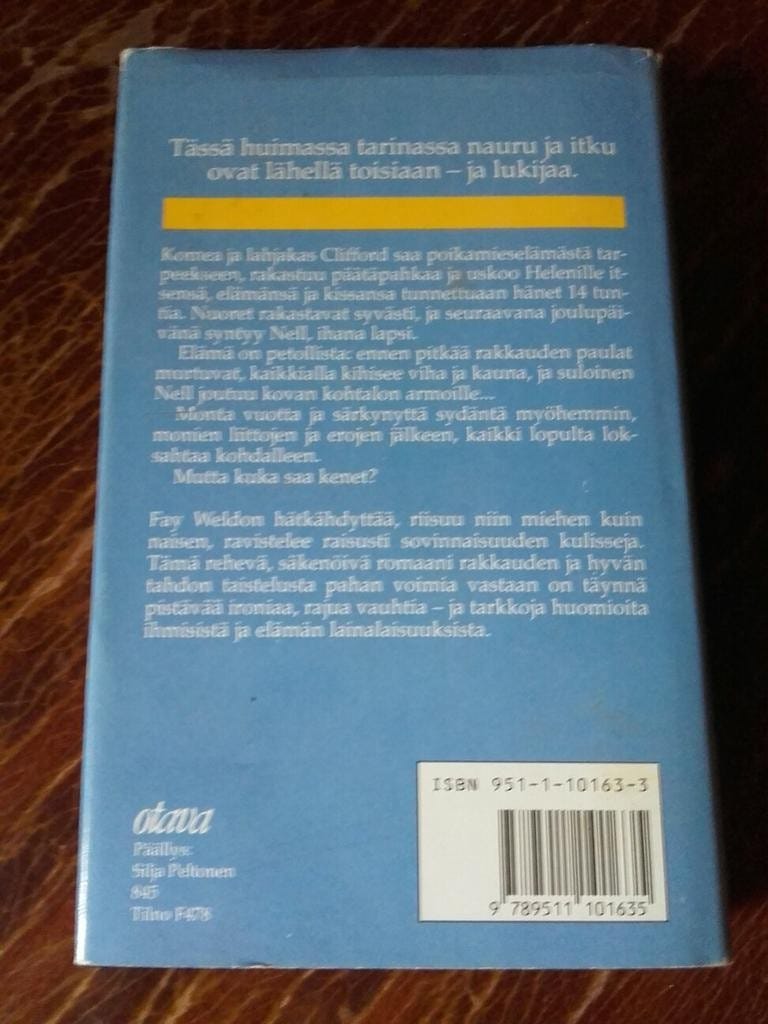 Tässä huimassa tarinassa nauru ja itku
ovat lähellä toisiaan – ja lukijaa.
Komea ja lahjakas Clifford saa poikamieselämästä tar-
peekseen, rakastuu päätäpahkaa ja uskoo Helenille it-
sensä, elämänsä ja kissansa tunnettuaan hänet 14 tun-
tia. Nuoret rakastavat syvästi, ja seuraavana joulupäi-
vänä syntyy Nell, ihana lapsi.
Elämä on petollista: ennen pitkää rakkauden paulat
murtuvat, kaikkialla kihisee viha ja kauna, ja suloinen
Nell joutuu kovan kohtalon armoille...
Monta vuotta ja särkynyttä sydäntä myöhemmin,
monien liittojen ja erojen jälkeen, kaikki lopulta lok-
sahtaa kohdalleen.
Mutta kuka saa kenet?
Fay Weldon hätkähdyttää, riisuu niin miehen kuin
naisen, ravistelee raisusti sovinnaisuuden kulisseja.
Tämä rehevä, säkenöivä romaani rakkauden ja hyvän
tahdon taistelusta pahan voimia vastaan on täynnä
pistävää ironiaa, rajua vauhtia – ja tarkkoja huomioita
ihmisistä ja elämän lainalaisuuksista.
otava
Päällys:
Silja Peltonen
845
Tilno F478
ISBN 951-1-10163-3
9 789511 101635